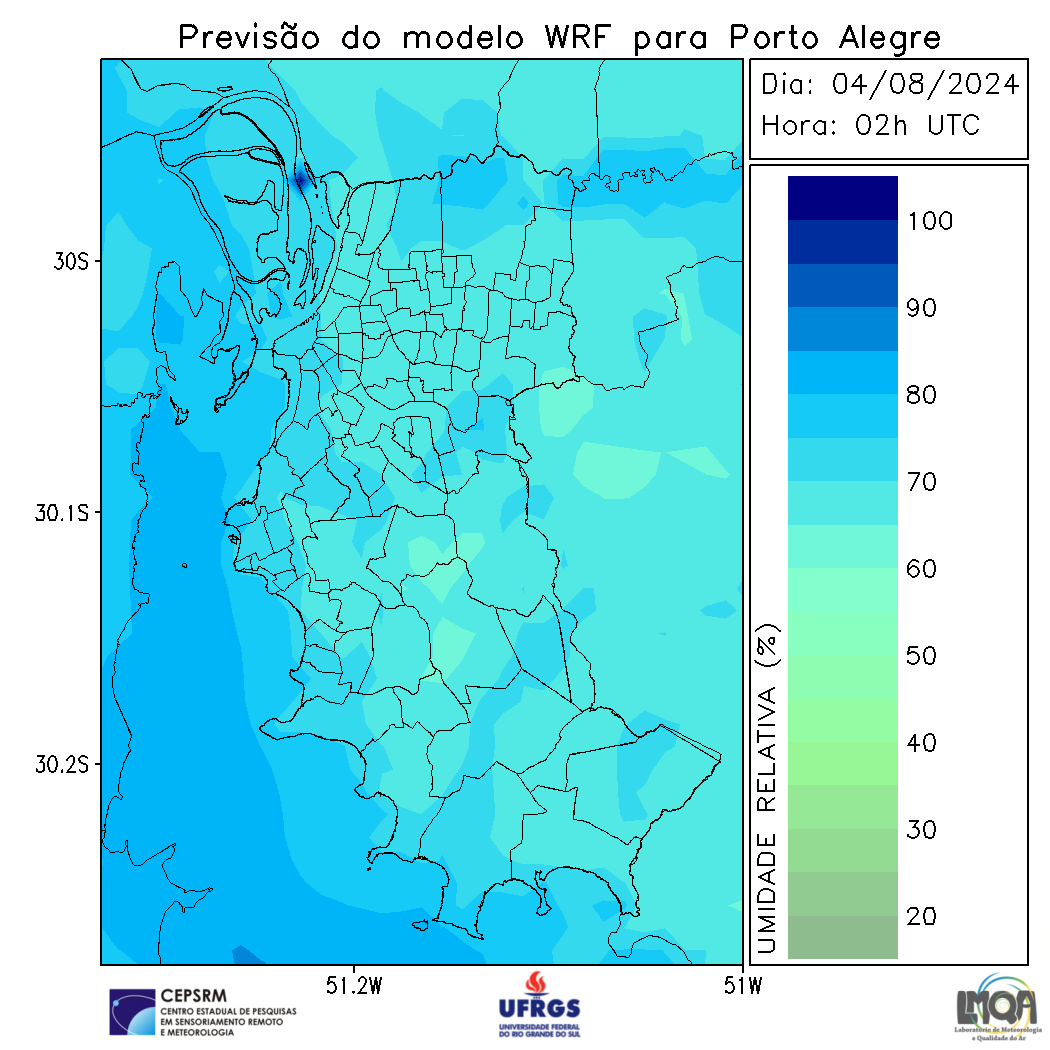 Previsão do modelo WRF para Porto Alegre
Dia: 04/08/2024
Hora: 02h UTC
30S
30.1S
30.2S
51.2W
51W
100
90
80
70
60
50
40
30
20
UMIDADE RELATIVA (%)
CEPSRM
CENTRO ESTADUAL DE PESQUISAS
EM SENSORIAMENTO REMOTO
E METEOROLOGIA
UFRGS
UNIVERSIDADE FEDERAL
DO RIO GRANDE DO SUL
LMQA
Laboratório de Meteorologia
e Qualidade do Ar